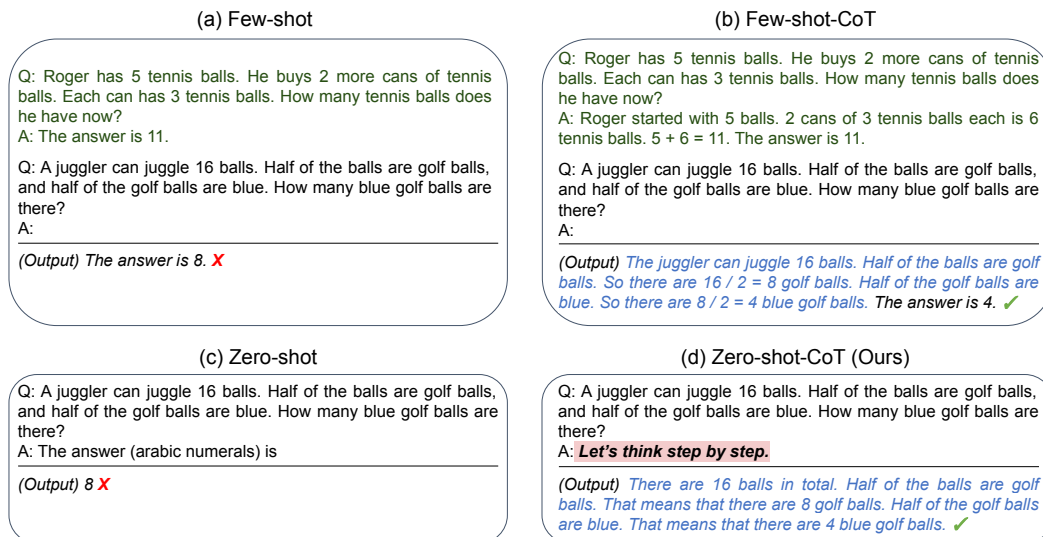 (a) Few-shot
Q: Roger has 5 tennis balls. He buys 2 more cans of tennis
balls. Each can has 3 tennis balls. How many tennis balls does
he have now?
A: The answer is 11.
Q: A juggler can juggle 16 balls. Half of the balls are golf balls,
and half of the golf balls are blue. How many blue golf balls are
there?
A:
(Output) The answer is 8. X
(b) Few-shot-CoT
Q: Roger has 5 tennis balls. He buys 2 more cans of tennis
balls. Each can has 3 tennis balls. How many tennis balls does
he have now?
A: Roger started with 5 balls. 2 cans of 3 tennis balls each is 6
tennis balls. 5 + 6 = 11. The answer is 11.
Q: A juggler can juggle 16 balls. Half of the balls are golf balls,
and half of the golf balls are blue. How many blue golf balls are
there?
A:
(Output) The juggler can juggle 16 balls. Half of the balls are golf
balls. So there are 16 / 2 = 8 golf balls. Half of the golf balls are
blue. So there are 8 / 2 = 4 blue golf balls. The answer is 4. ✓
(c) Zero-shot
Q: A juggler can juggle 16 balls. Half of the balls are golf balls,
and half of the golf balls are blue. How many blue golf balls are
there?
A: The answer (arabic numerals) is
(Output) 8 X
(d) Zero-shot-CoT (Ours)
Q: A juggler can juggle 16 balls. Half of the balls are golf balls,
and half of the golf balls are blue. How many blue golf balls are
there?
A: Let's think step by step.
(Output) There are 16 balls in total. Half of the balls are golf
balls. That means that there are 8 golf balls. Half of the golf balls
are blue. That means that there are 4 blue golf balls. ✓